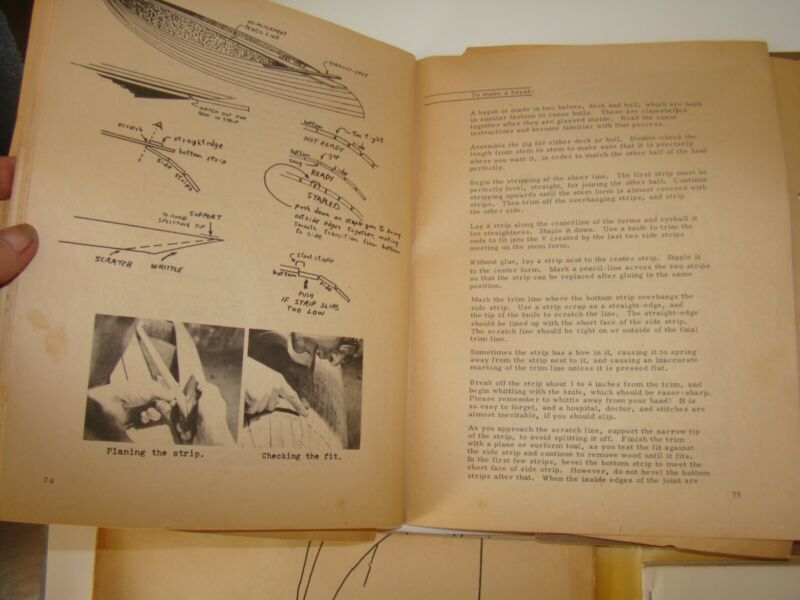 RE-ALIGNMENT
PENCIL LINE
STRAIGHT-EDGE
WATCH OUT FOR
BOW IN STRIP
scratch
straightedge
bottom strip
side strips
bottom
too tight
side
NOT READY
bottom
gap
snug
side
READY
STAPLED
push down on staple gun to bring
outside edges together, making
smooth transition from bottom
to side
TO AVOID
SPLITTING TIP
SUPPORT
SCRATCH
WHITTLE
slant staple
bottom
side
PUSH
IF STRIP SLIPS
TOO LOW
Planing the strip.
Checking the fit.
74
To make a kayak:
A kayak is made in two halves, deck and hull, which are built
in similar fashion to canoe hulls. These are clamshelled
together after they are glassed inside. Read the canoe
instructions and become familiar with that process.
Assemble the jig for either deck or hull. Double-check the
length from stem to stem to make sure that it is precisely
where you want it, in order to match the other half of the boat
perfectly.
Begin the stripping at the sheer line. The first strip must be
perfectly level, straight, for joining the other half. Continue
stripping upwards until the stem form is almost covered with
strips. Then trim off the overhanging strips, and strip
the other side.
Lay a strip along the centerline of the forms and eyeball it
for straightness. Staple it down. Use a knife to trim the
ends to fit into the V created by the last two side strips
meeting on the stem form.
Without glue, lay a strip next to the center strip. Staple it
to the center form. Mark a pencil-line across the two strips
so that the strip can be replaced after gluing in the same
position.
Mark the trim line where the bottom strip overhangs the
side strip. Use a strip scrap as a straight-edge, and
the tip of the knife to scratch the line. The straight-edge
should be lined up with the short face of the side strip.
The scratch line should be right on or outside of the final
trim line.
Sometimes the strip has a bow in it, causing it to spring
away from the strip next to it, and causing an inaccurate
marking of the trim line unless it is pressed flat.
Break off the strip about 3 to 4 inches from the trim, and
begin whittling with the knife, which should be razor-sharp.
Please remember to whittle away from your hand! It is
so easy to forget, and a hospital, doctor, and stitches are
almost inevitable, if you should slip.
As you approach the scratch line, support the narrow tip
of the strip, to avoid splitting it off. Finish the trim
with a plane or surform tool, as you test the fit against
the side strip and continue to remove wood until it fits.
In the first few strips, bevel the bottom strip to meet the
short face of side strip. However, do not bevel the bottom
strips after that. When the inside edges of the joint are
75